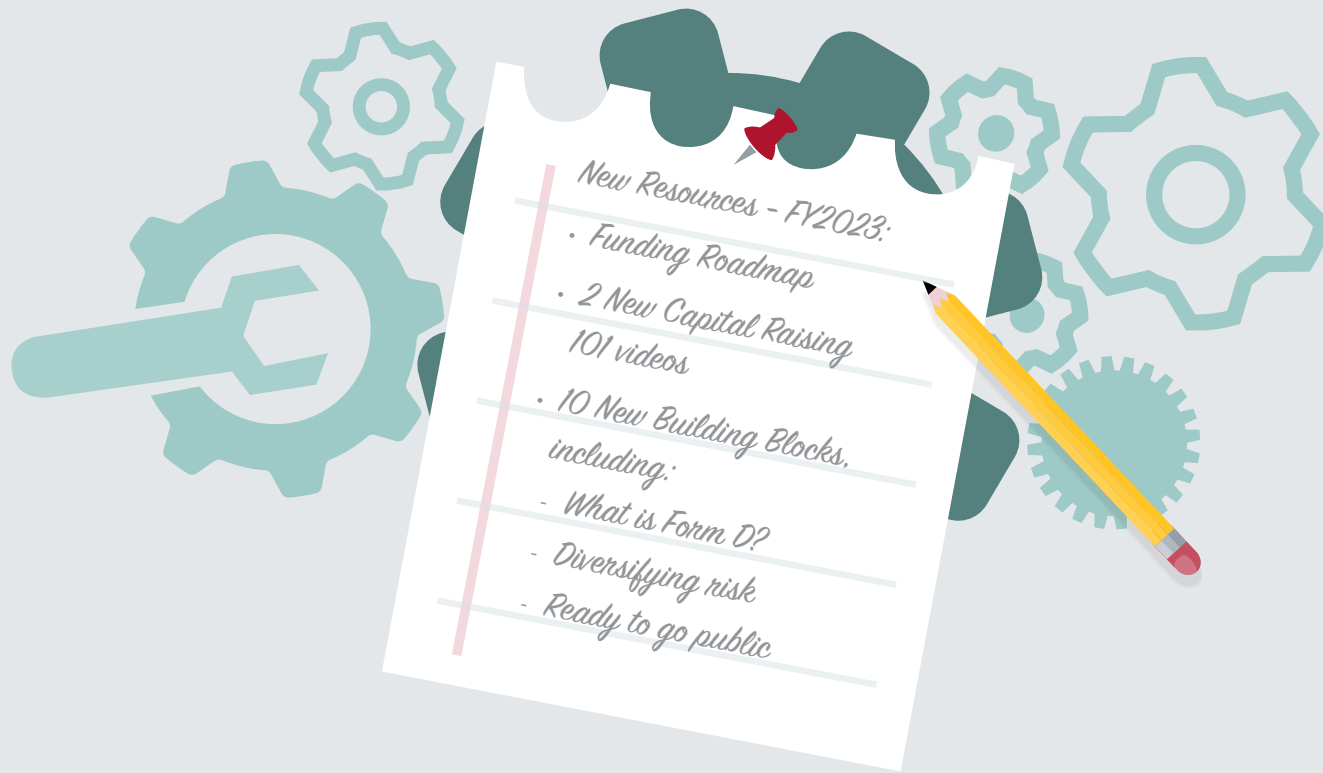 New Resources - FY2023:
• Funding Roadmap
• 2 New Capital Raising
101 videos
• 10 New Building Blocks,
including:
- What is Form D?
- Diversifying risk
- Ready to go public